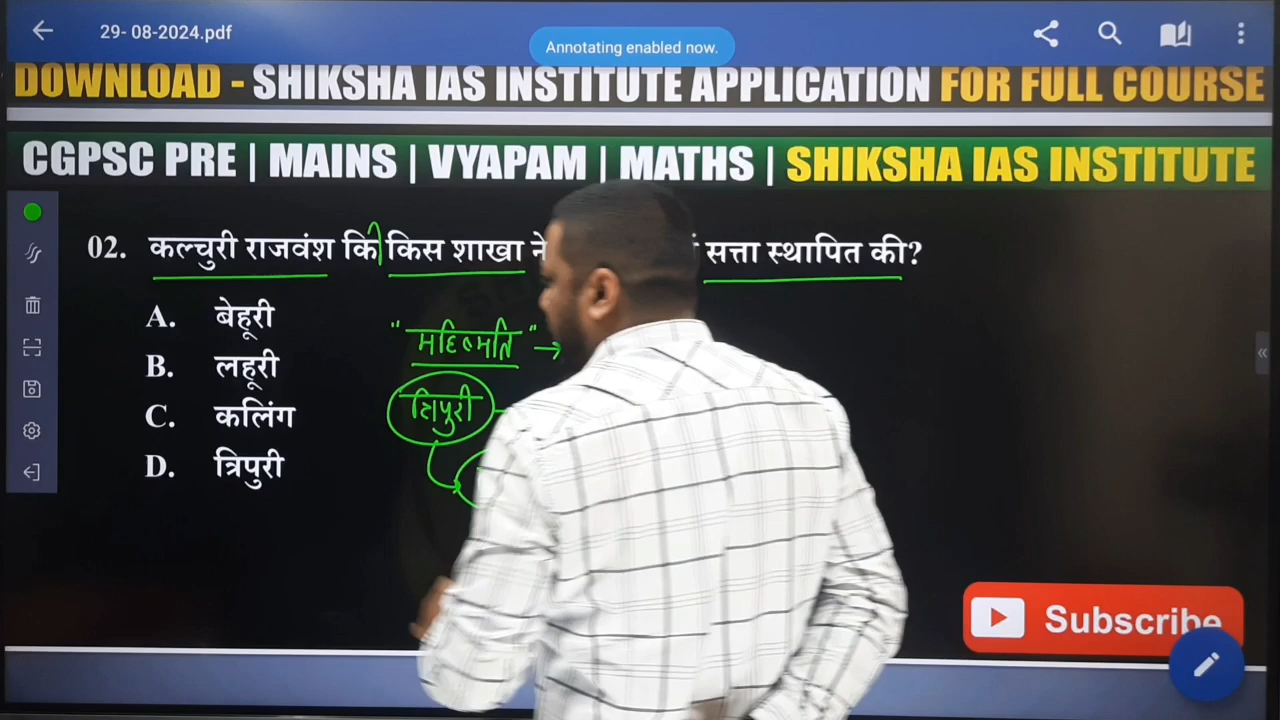 29- 08-2024.pdf
Annotating enabled now.
DOWNLOAD - SHIKSHA IAS INSTITUTE APPLICATION FOR FULL COURSE
CGPSC PRE | MAINS | VYAPAM | MATHS | SHIKSHA IAS INSTITUTE
02. कल्चुरी राजवंश कि किस शाखा ने सत्ता स्थापित की?
A. बेहूरी
"महिष्मति" →
B. लहूरी
C. कलिंग
त्रिपुरी
D. त्रिपुरी
Subscribe